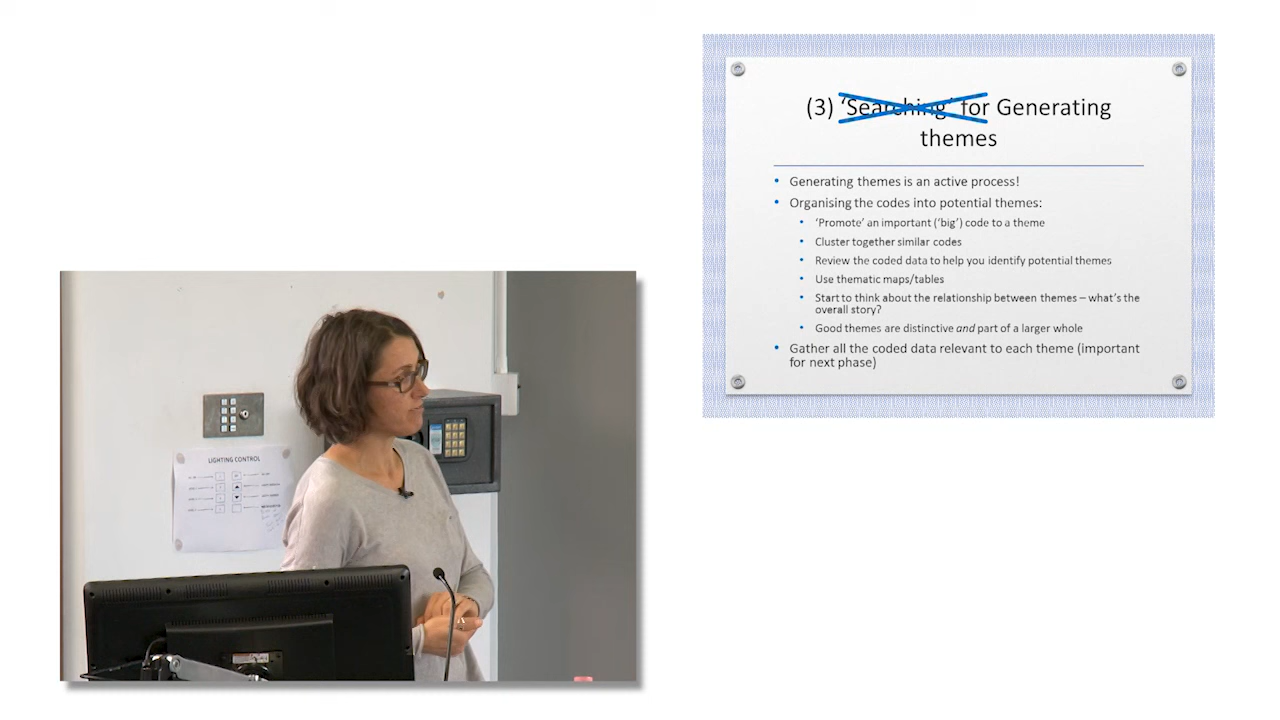 (3) ‘Searching’ for Generating
themes
• Generating themes is an active process!
• Organising the codes into potential themes:
• ‘Promote’ an important (‘big’) code to a theme
• Cluster together similar codes
• Review the coded data to help you identify potential themes
• Use thematic maps/tables
• Start to think about the relationship between themes – what’s the
overall story?
• Good themes are distinctive and part of a larger whole
• Gather all the coded data relevant to each theme (important
for next phase)
LIGHTING CONTROL